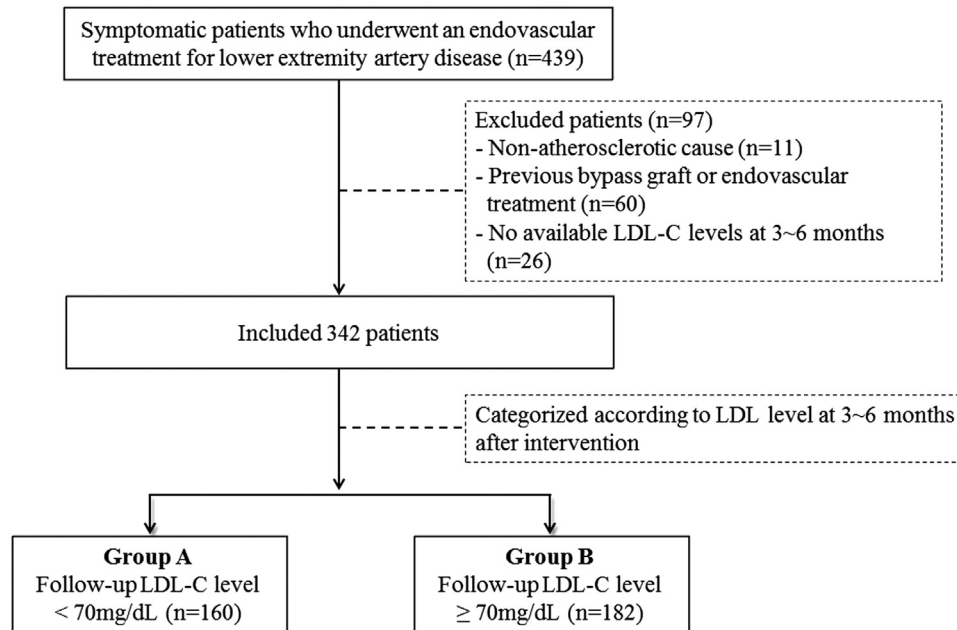 Symptomatic patients who underwent an endovascular
treatment for lower extremity artery disease (n=439)
Excluded patients (n=97)
- Non-atherosclerotic cause (n=11)
- Previous bypass graft or endovascular
treatment (n=60)
- No available LDL-C levels at 3~6 months
(n=26)
Included 342 patients
Categorized according to LDL level at 3~6 months
after intervention
Group A
Follow-up LDL-C level
< 70mg/dL (n=160)
Group B
Follow-up LDL-C level
≥ 70mg/dL (n=182)